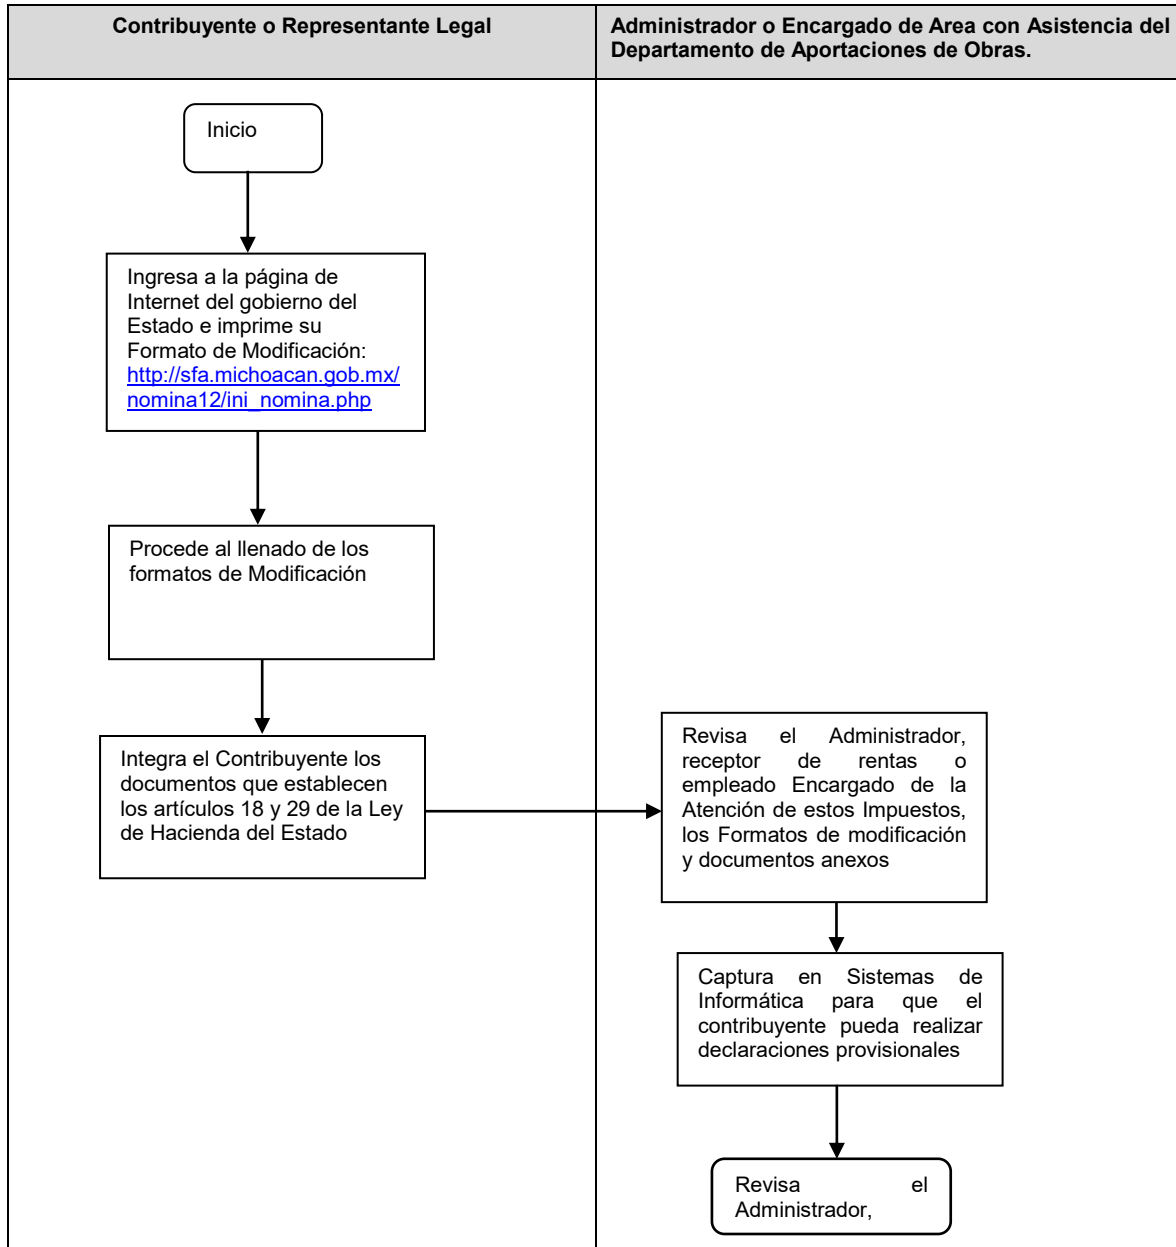 Contribuyente o Representante Legal
Administrador o Encargado de Area con Asistencia del
Departamento de Aportaciones de Obras.
Inicio
Ingresa a la página de
Internet del gobierno del
Estado e imprime su
Formato de Modificación:
http://sfa.michoacan.gob.mx/
nomina12/ini_nomina.php
Procede al llenado de los
formatos de Modificación
Integra el Contribuyente los
documentos que establecen
los artículos 18 y 29 de la Ley
de Hacienda del Estado
Revisa el Administrador,
receptor de rentas o
empleado Encargado de la
Atención de estos Impuestos,
los Formatos de modificación
y documentos anexos
Captura en Sistemas de
Informática para que el
contribuyente pueda realizar
declaraciones provisionales
Revisa el
Administrador,